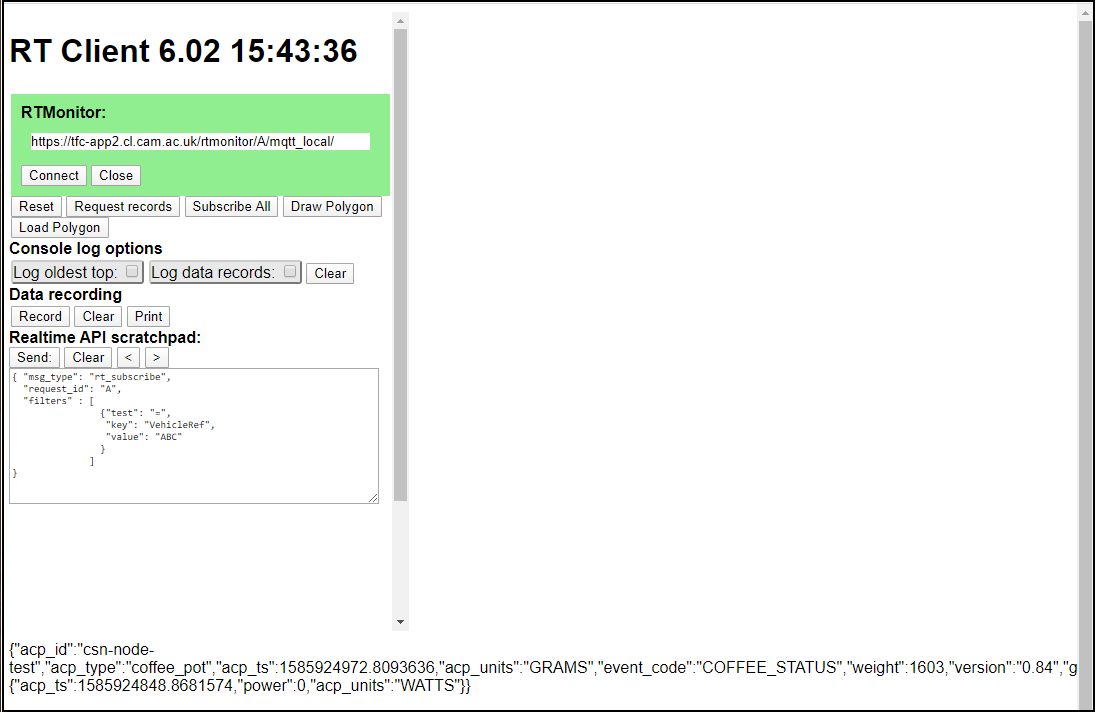 RT Client 6.02 15:43:36
RTMonitor:
https://tfc-app2.cl.cam.ac.uk/rtmonitor/A/mqtt_local/
Connect Close
Reset Request records Subscribe All Draw Polygon
Load Polygon
Console log options
Log oldest top: Log data records: Clear
Data recording
Record Clear Print
Realtime API scratchpad:
Send: Clear < >
{ "msg_type": "rt_subscribe",
"request_id": "A",
"filters" : [
{"test": "=",
"key": "VehicleRef",
"value": "ABC"
}
]
}
{"acp_id":"csn-node-
test","acp_type":"coffee_pot","acp_ts":1585924972.8093636,"acp_units":"GRAMS","event_code":"COFFEE_STATUS","weight":1603,"version":"0.84","g
{"acp_ts":1585924848.8681574,"power":0,"acp_units":"WATTS"}}